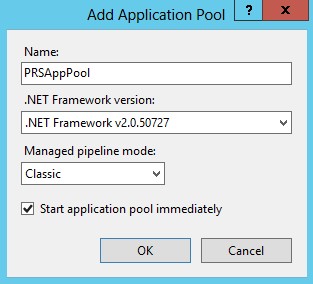 Add Application Pool
?
Name:
PRSAppPool
.NET Framework version:
.NET Framework v2.0.50727
Managed pipeline mode:
Classic
Start application pool immediately
OK Cancel